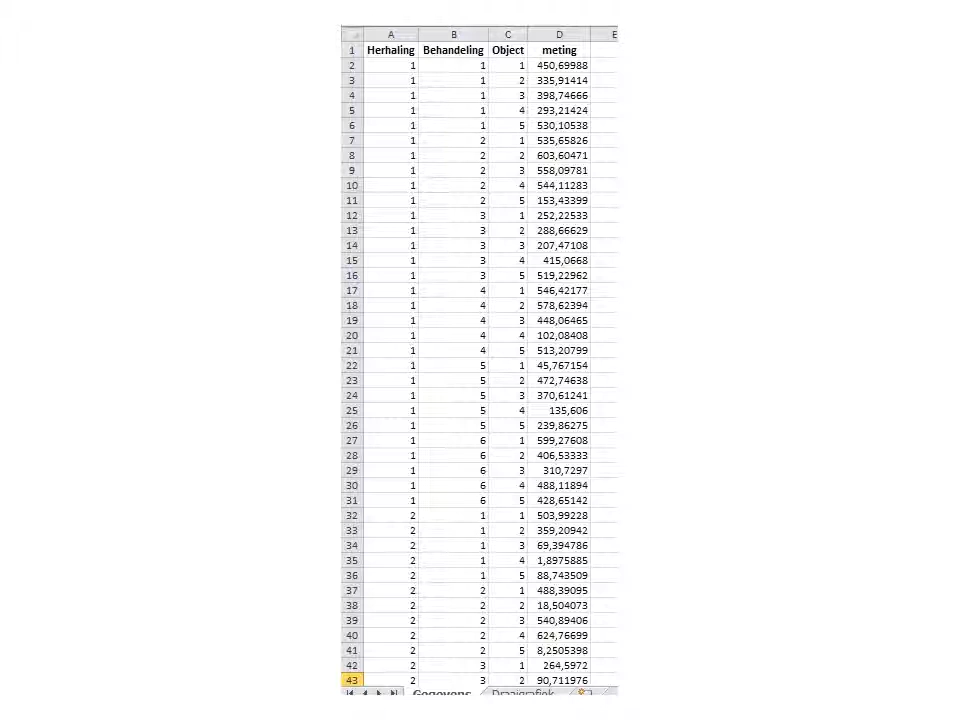 A B C D E
1 Herhaling Behandeling Object meting
2 1 1 1 450,69988
3 1 1 2 335,91414
4 1 1 3 398,74666
5 1 1 4 293,21424
6 1 1 5 530,10538
7 1 2 1 535,65826
8 1 2 2 603,60471
9 1 2 3 558,09781
10 1 2 4 544,11283
11 1 2 5 153,43399
12 1 3 1 252,22533
13 1 3 2 288,66629
14 1 3 3 207,47108
15 1 3 4 415,0668
16 1 3 5 519,22962
17 1 4 1 546,42177
18 1 4 2 578,62394
19 1 4 3 448,06465
20 1 4 4 102,08408
21 1 4 5 513,20799
22 1 5 1 45,767154
23 1 5 2 472,74638
24 1 5 3 370,61241
25 1 5 4 135,606
26 1 5 5 239,86275
27 1 6 1 599,27608
28 1 6 2 406,53333
29 1 6 3 310,7297
30 1 6 4 488,11894
31 1 6 5 428,65142
32 2 1 1 503,99228
33 2 1 2 359,20942
34 2 1 3 69,394786
35 2 1 4 1,8975885
36 2 1 5 88,743509
37 2 2 1 488,39095
38 2 2 2 18,504073
39 2 2 3 540,89406
40 2 2 4 624,76699
41 2 2 5 8,2505398
42 2 3 1 264,5972
43 2 3 2 90,711976
Gegevens Draaigrafiek